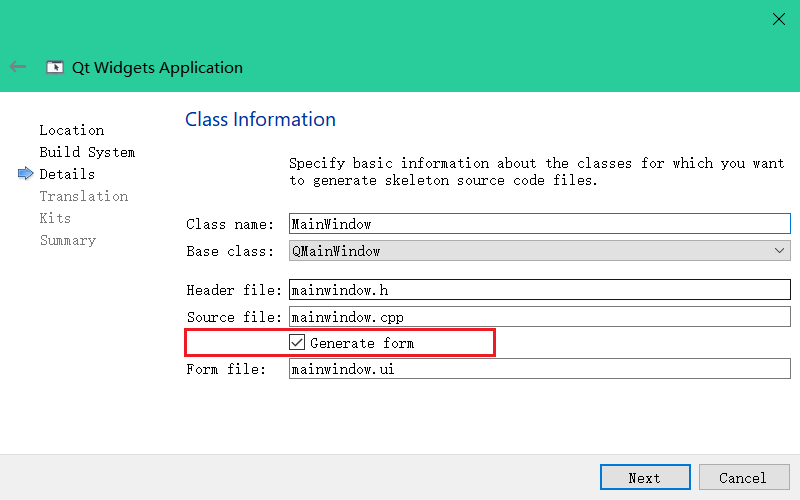 Qt Widgets Application
Location
Build System
Details
Translation
Kits
Summary
Class Information
Specify basic information about the classes for which you want
to generate skeleton source code files.
Class name: MainWindow
Base class: QMainWindow
Header file: mainwindow.h
Source file: mainwindow.cpp
Generate form
Form file: mainwindow.ui
Next Cancel